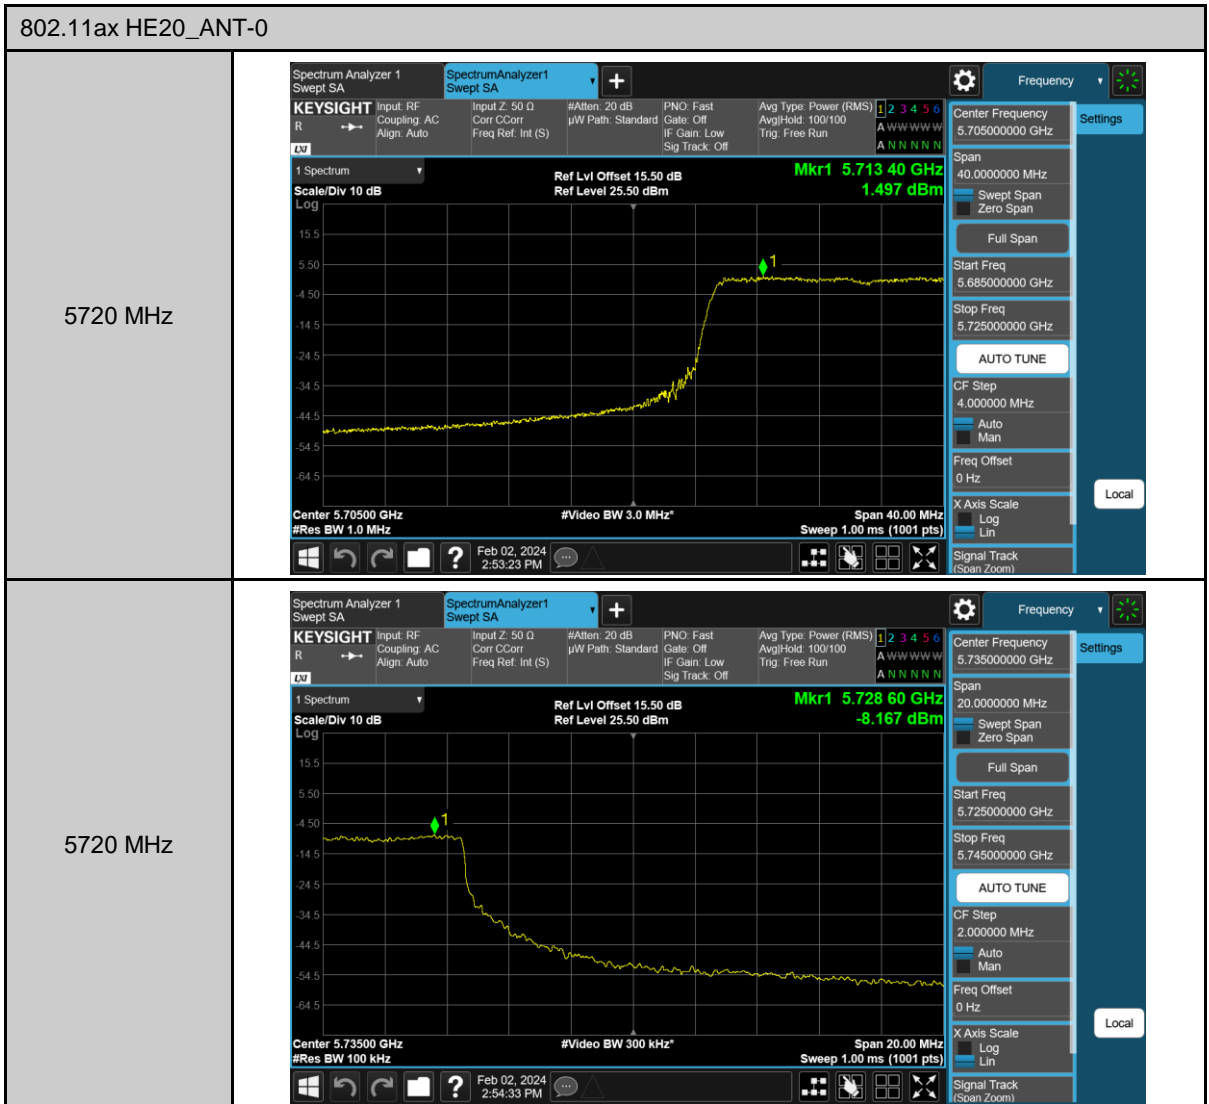 802.11ax HE20_ANT-0
5720 MHz
Spectrum Analyzer 1
Swept SA
SpectrumAnalyzer1
Swept SA
Frequency
KEYSIGHT
R
LXI
Input: RF
Coupling: AC
Align: Auto
Input Z: 50 Ω
Corr CCorr
Freq Ref: Int (S)
#Atten: 20 dB
µW Path: Standard
PNO: Fast
Gate: Off
IF Gain: Low
Sig Track: Off
Avg Type: Power (RMS)
Avg|Hold: 100/100
Trig: Free Run
1 2 3 4 5 6
A W W W W W
A N N N N N
1 Spectrum
Scale/Div 10 dB
Log
Ref Lvl Offset 15.50 dB
Ref Level 25.50 dBm
Mkr1 5.713 40 GHz
1.497 dBm
15.5
5.50
-4.50
-14.5
-24.5
-34.5
-44.5
-54.5
-64.5
1
Center 5.70500 GHz
#Res BW 1.0 MHz
#Video BW 3.0 MHz*
Span 40.00 MHz
Sweep 1.00 ms (1001 pts)
Feb 02, 2024
2:53:23 PM
Center Frequency
5.705000000 GHz
Span
40.0000000 MHz
Swept Span
Zero Span
Full Span
Start Freq
5.685000000 GHz
Stop Freq
5.725000000 GHz
AUTO TUNE
CF Step
4.000000 MHz
Auto
Man
Freq Offset
0 Hz
X Axis Scale
Log
Lin
Signal Track
(Span Zoom)
Settings
Local
5720 MHz
Spectrum Analyzer 1
Swept SA
SpectrumAnalyzer1
Swept SA
Frequency
KEYSIGHT
R
LXI
Input: RF
Coupling: AC
Align: Auto
Input Z: 50 Ω
Corr CCorr
Freq Ref: Int (S)
#Atten: 20 dB
µW Path: Standard
PNO: Fast
Gate: Off
IF Gain: Low
Sig Track: Off
Avg Type: Power (RMS)
Avg|Hold: 100/100
Trig: Free Run
1 2 3 4 5 6
A W W W W W
A N N N N N
1 Spectrum
Scale/Div 10 dB
Log
Ref Lvl Offset 15.50 dB
Ref Level 25.50 dBm
Mkr1 5.728 60 GHz
-8.167 dBm
15.5
5.50
-4.50
-14.5
-24.5
-34.5
-44.5
-54.5
-64.5
1
Center 5.73500 GHz
#Res BW 100 kHz
#Video BW 300 kHz*
Span 20.00 MHz
Sweep 1.00 ms (1001 pts)
Feb 02, 2024
2:54:33 PM
Center Frequency
5.735000000 GHz
Span
20.0000000 MHz
Swept Span
Zero Span
Full Span
Start Freq
5.725000000 GHz
Stop Freq
5.745000000 GHz
AUTO TUNE
CF Step
2.000000 MHz
Auto
Man
Freq Offset
0 Hz
X Axis Scale
Log
Lin
Signal Track
(Span Zoom)
Settings
Local